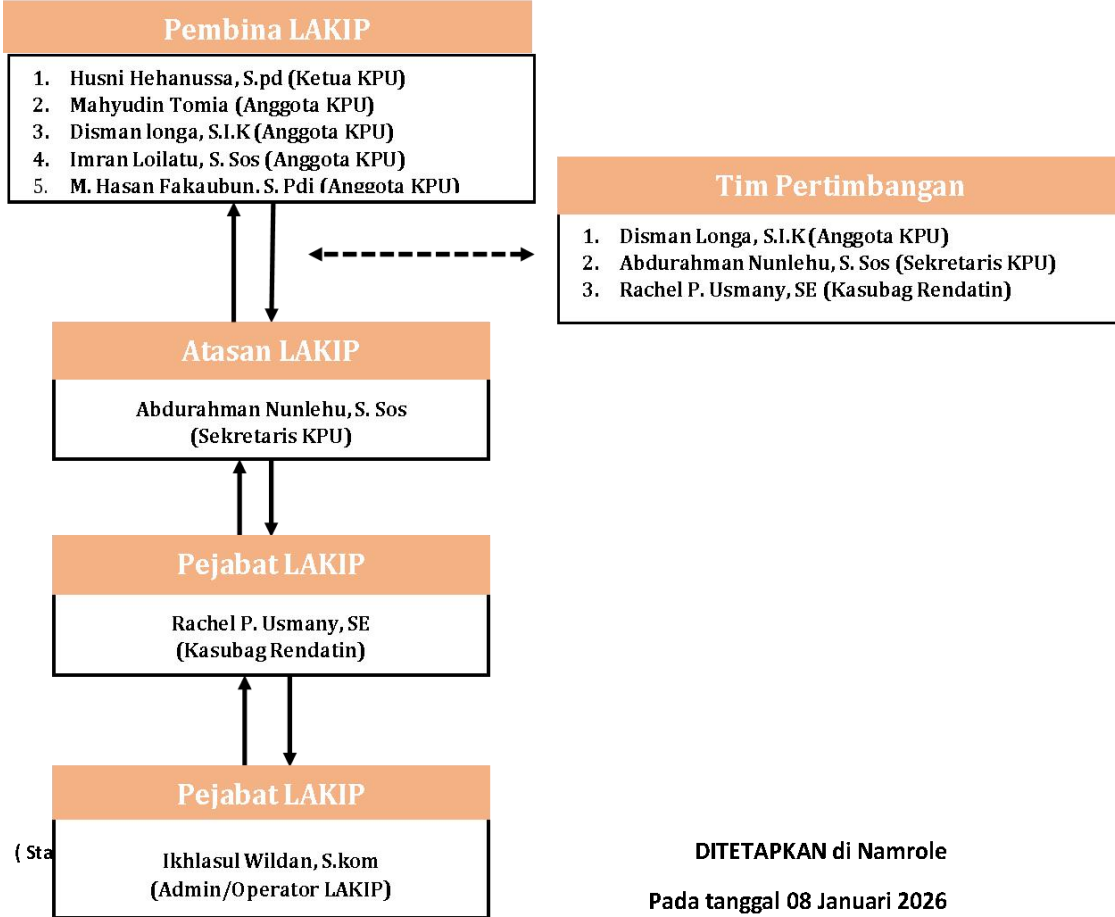 Pembina LAKIP
1. Husni Hehanussa, S.pd (Ketua KPU)
2. Mahyudin Tomia (Anggota KPU)
3. Disman longa, S.I.K (Anggota KPU)
4. Imran Loilatu, S. Sos (Anggota KPU)
5. M. Hasan Fakaubun. S. Pdi (Anggota KPU)
Tim Pertimbangan
1. Disman Longa, S.I.K (Anggota KPU)
2. Abdurahman Nunlehu, S. Sos (Sekretaris KPU)
3. Rachel P. Usmany, SE (Kasubag Rendatin)
Atasan LAKIP
Abdurahman Nunlehu, S. Sos
(Sekretaris KPU)
Pejabat LAKIP
Rachel P. Usmany, SE
(Kasubag Rendatin)
Pejabat LAKIP
( Sta
Ikhlasul Wildan, S.kom
(Admin/Operator LAKIP)
DITETAPKAN di Namrole
Pada tanggal 08 Januari 2026